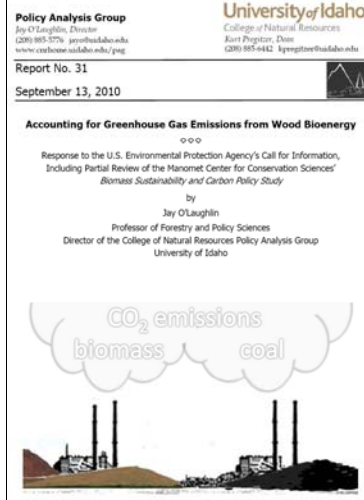 Policy Analysis Group
Jay O'Laughlin, Director
(208) 885-5776 jayo@uidaho.edu
www.cnrhome.uidaho.edu/pag
University of Idaho
College of Natural Resources
Kurt Pregitzer, Dean
(208) 885-6442 kpregitzer@uidaho.edu
Report No. 31
September 13, 2010
Accounting for Greenhouse Gas Emissions from Wood Bioenergy
Response to the U.S. Environmental Protection Agency's Call for Information,
Including Partial Review of the Manomet Center for Conservation Sciences'
Biomass Sustainability and Carbon Policy Study
by
Jay O'Laughlin
Professor of Forestry and Policy Sciences
Director of the College of Natural Resources Policy Analysis Group
University of Idaho
CO₂ emissions
biomass coal